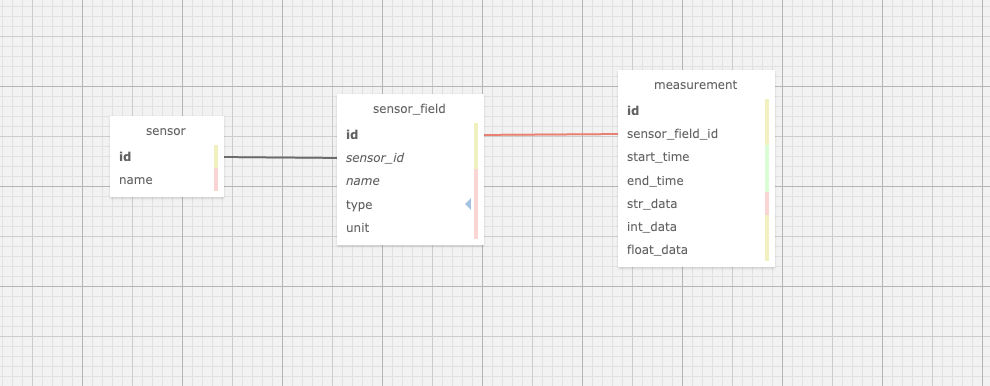 sensor
id
name
sensor_field
id
sensor_id
name
type
unit
measurement
id
sensor_field_id
start_time
end_time
str_data
int_data
float_data